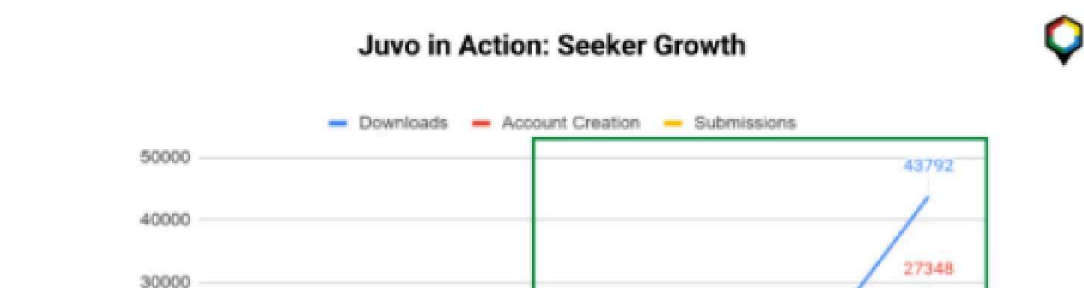 Juvo in Action: Seeker Growth
Downloads Account Creation Submissions
50000
43792
40000
27348
30000